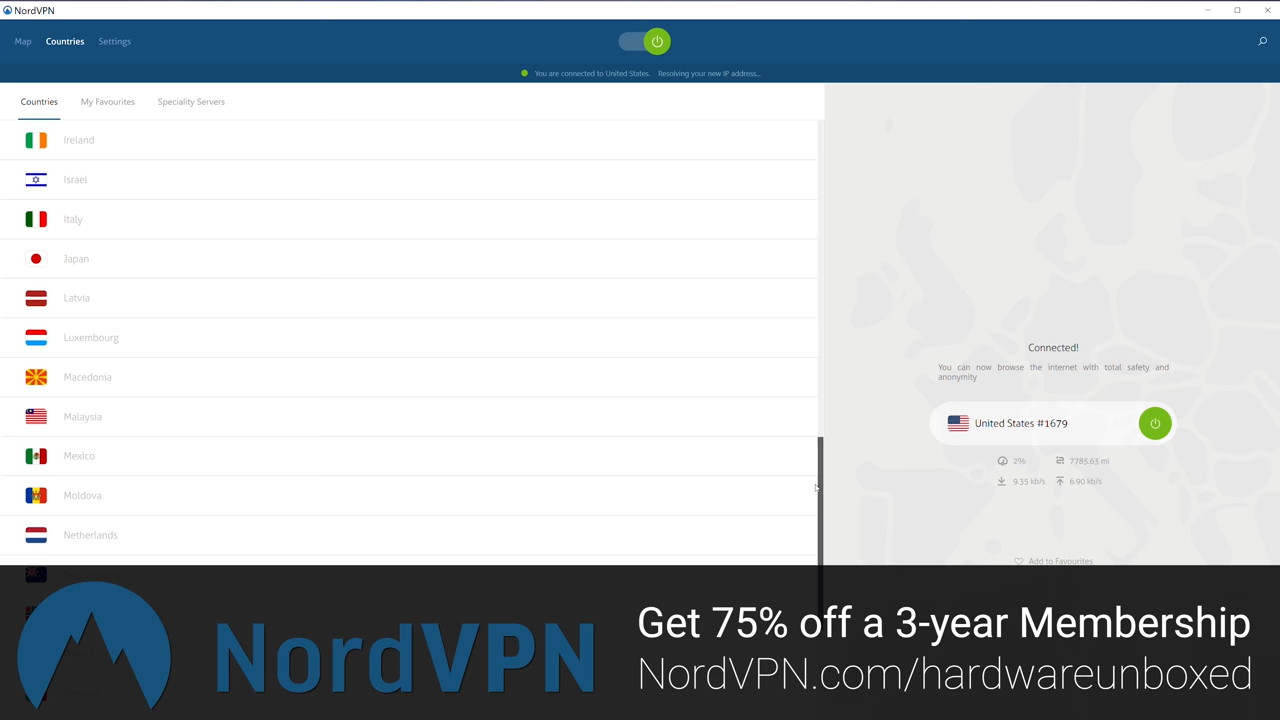 NordVPN
Map Countries Settings
You are connected to United States. Resolving your new IP address...
Countries My Favourites Speciality Servers
Ireland
Israel
Italy
Japan
Latvia
Luxembourg
Macedonia
Malaysia
Mexico
Moldova
Netherlands
Connected!
You can now browse the internet with total safety and
anonymity
United States #1679
2% 7785.63 mi
9.35 kb/s 6.90 kb/s
Add to Favourites
NordVPN
Get 75% off a 3-year Membership
NordVPN.com/hardwareunboxed